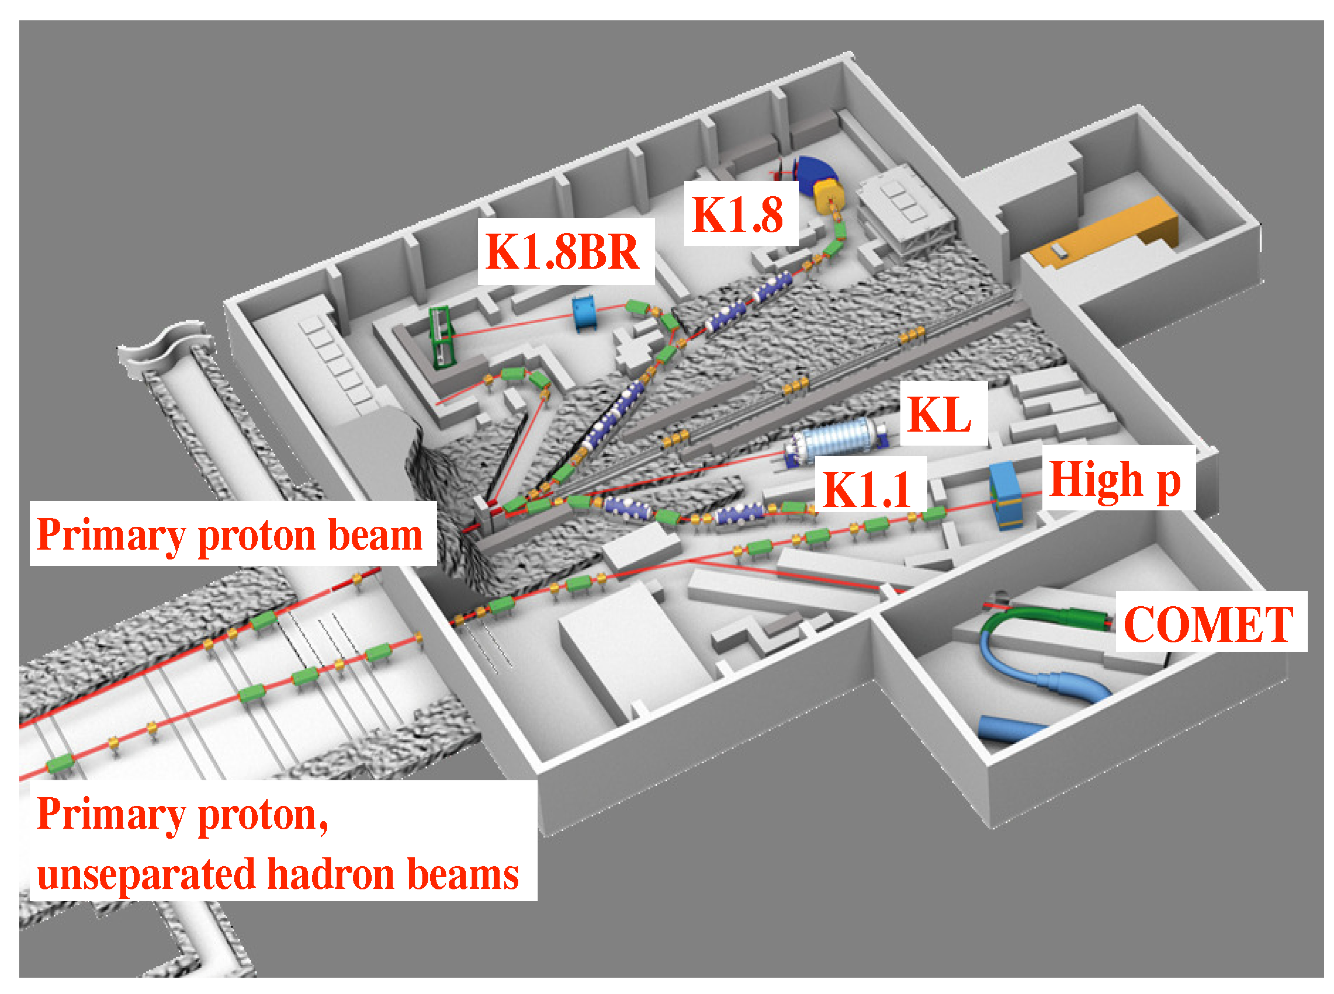 K1.8
K1.8BR
KL
K1.1
High p
Primary proton beam
COMET
Primary proton,
unseparated hadron beams